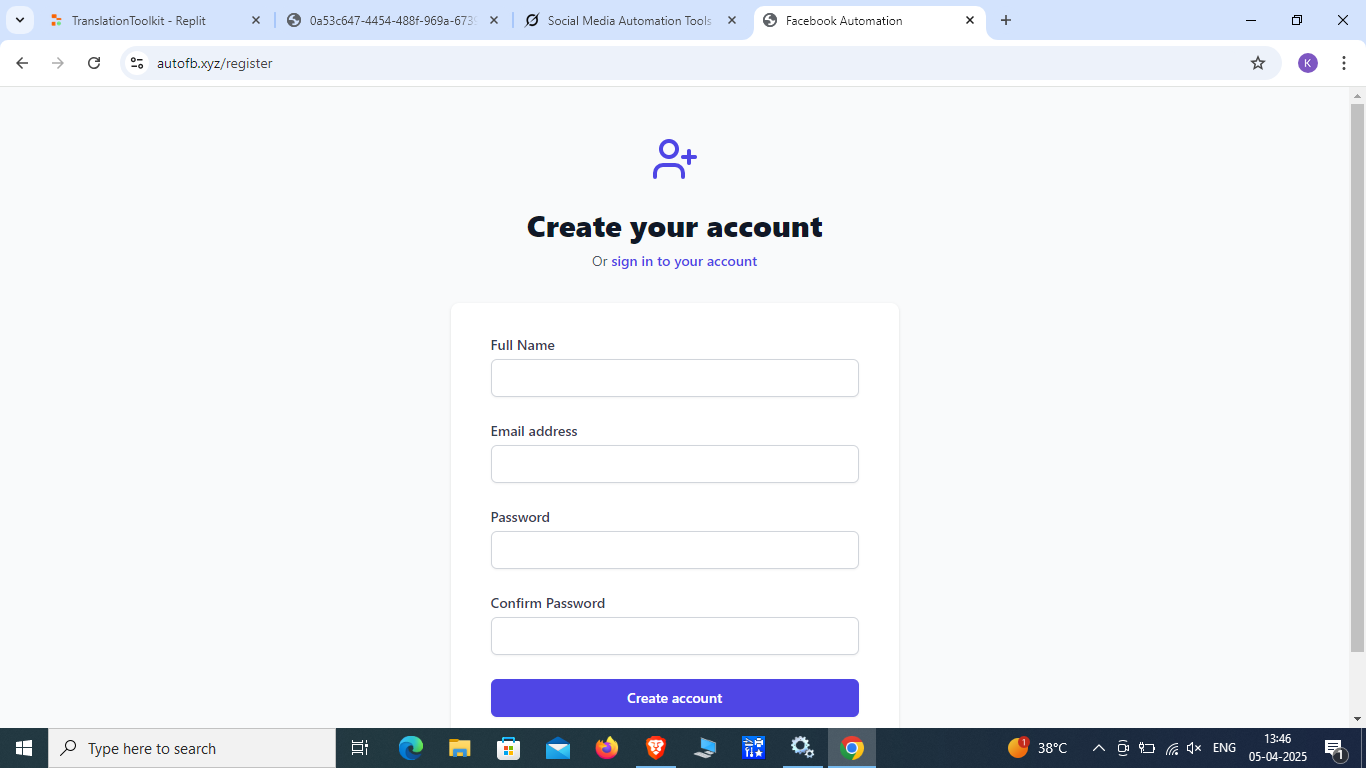 TranslationToolkit - Replit
0a53c647-4454-488f-969a-673
Social Media Automation Tools
Facebook Automation
autofb.xyz/register
K
Create your account
Or sign in to your account
Full Name
Email address
Password
Confirm Password
Create account
Type here to search
1
38°C
ENG
13:46
05-04-2025
1